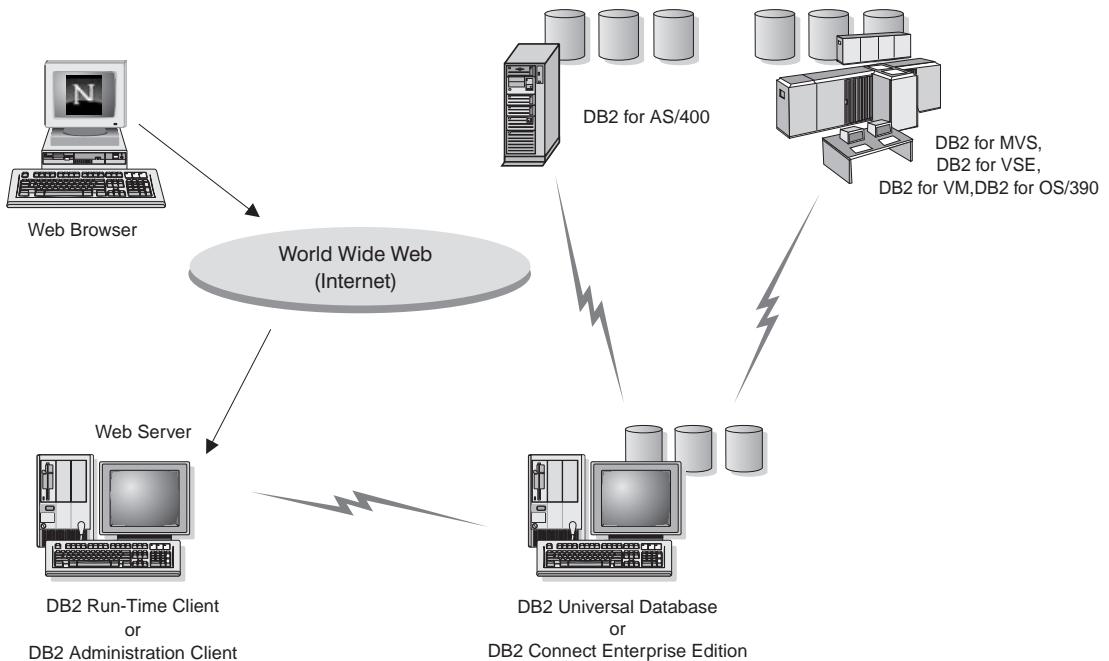 N
DB2 for AS/400
DB2 for MVS,
DB2 for VSE,
DB2 for VM,DB2 for OS/390
Web Browser
World Wide Web
(Internet)
Web Server
DB2 Run-Time Client
or
DB2 Administration Client
DB2 Universal Database
or
DB2 Connect Enterprise Edition